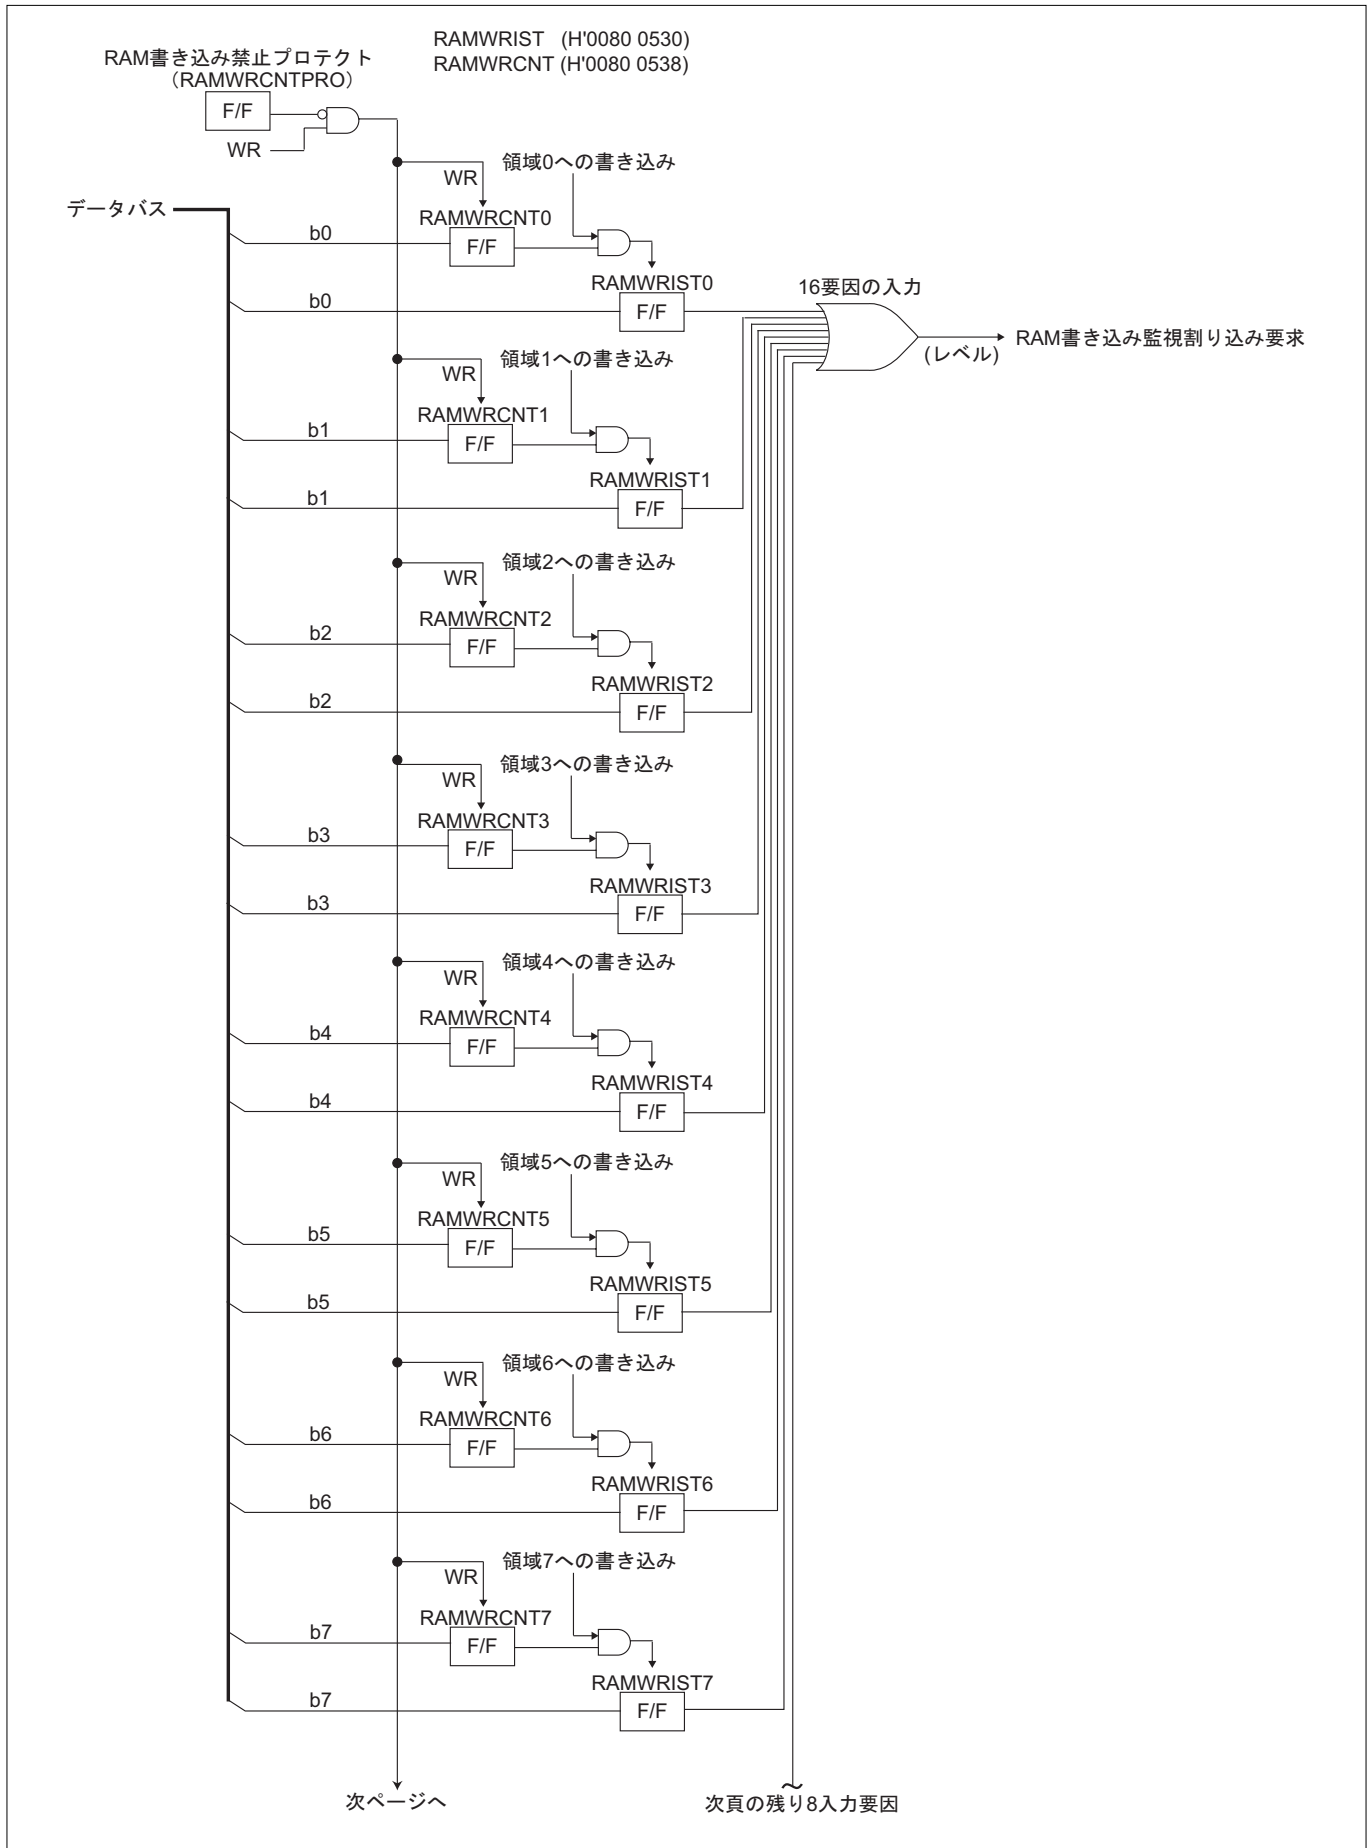 RAMWRIST (H'0080 0530)
RAMWRCNT (H'0080 0538)
RAM書き込み禁止プロテクト
（RAMWRCNTPRO）
F/F
WR
データバス
WR
領域0への書き込み
RAMWRCNT0
b0
F/F
RAMWRIST0
b0
F/F
16要因の入力
(レベル)
RAM書き込み監視割り込み要求
WR
領域1への書き込み
RAMWRCNT1
b1
F/F
RAMWRIST1
b1
F/F
WR
領域2への書き込み
RAMWRCNT2
b2
F/F
RAMWRIST2
b2
F/F
WR
領域3への書き込み
RAMWRCNT3
b3
F/F
RAMWRIST3
b3
F/F
WR
領域4への書き込み
RAMWRCNT4
b4
F/F
RAMWRIST4
b4
F/F
WR
領域5への書き込み
RAMWRCNT5
b5
F/F
RAMWRIST5
b5
F/F
WR
領域6への書き込み
RAMWRCNT6
b6
F/F
RAMWRIST6
b6
F/F
WR
領域7への書き込み
RAMWRCNT7
b7
F/F
RAMWRIST7
b7
F/F
次ページへ
次頁の残り8入力要因